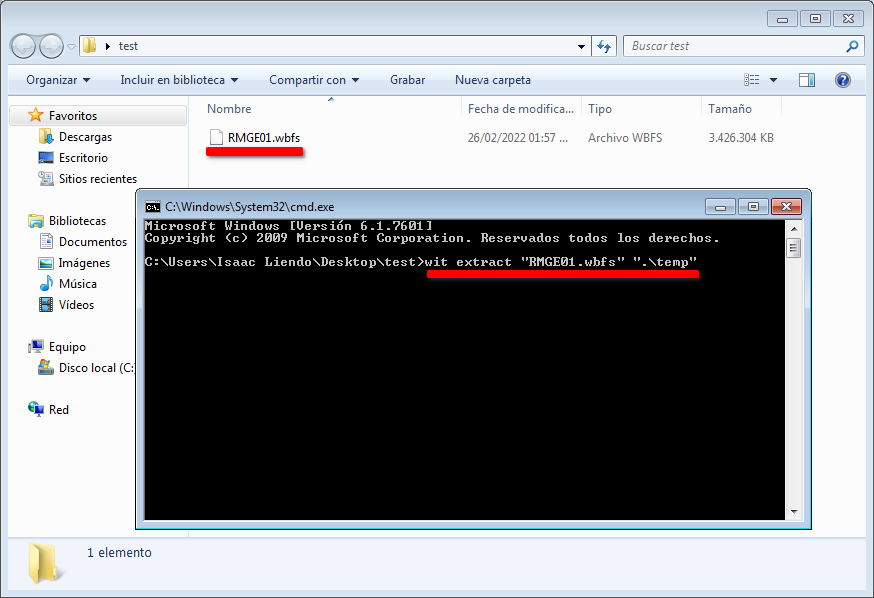 test
Buscar test
Organizar Incluir en biblioteca Compartir con Grabar Nueva carpeta
Favoritos
Descargas
Escritorio
Sitios recientes
Bibliotecas
Documentos
Imágenes
Música
Vídeos
Equipo
Disco local (C:
Red
Nombre Fecha de modifica... Tipo Tamaño
RMGE01.wbfs 26/02/2022 01:57 ... Archivo WBFS 3.426.304 KB
C:\Windows\System32\cmd.exe
Microsoft Windows [Versión 6.1.7601]
Copyright (c) 2009 Microsoft Corporation. Reservados todos los derechos.
C:\Users\Isaac Liendo\Desktop\test>wit extract "RMGE01.wbfs" ".\temp"
1 elemento